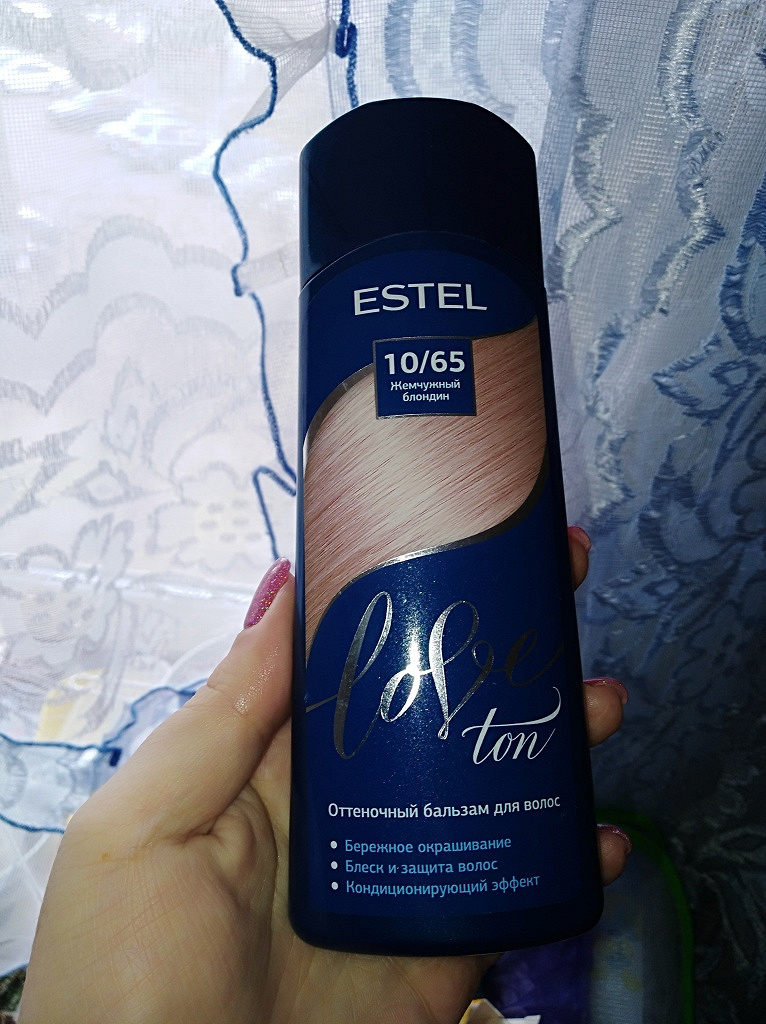 ESTEL
10/65
Жемчужный
блондин
love
ton
Оттеночный бальзам для волос
• Бережное окрашивание
• Блеск и защита волос
• Кондиционирующий эффект